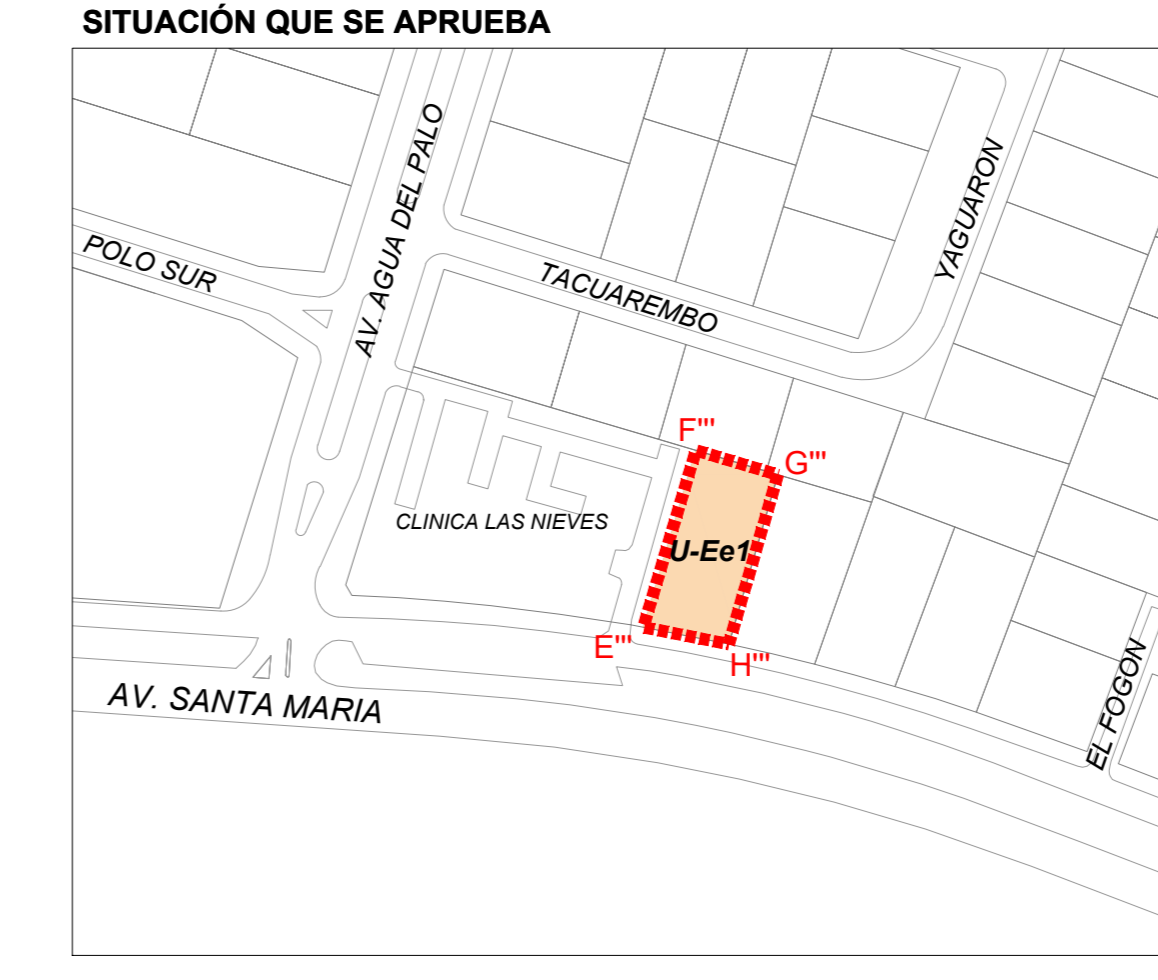 SITUACIÓN QUE SE APRUEBA
AV. AGUA DEL PALO
YAGUARON
POLO SUR
TACUAREMBO
F'''
G'''
CLINICA LAS NIEVES
U-Ee1
E'''
H'''
EL FOGON
AV. SANTA MARIA